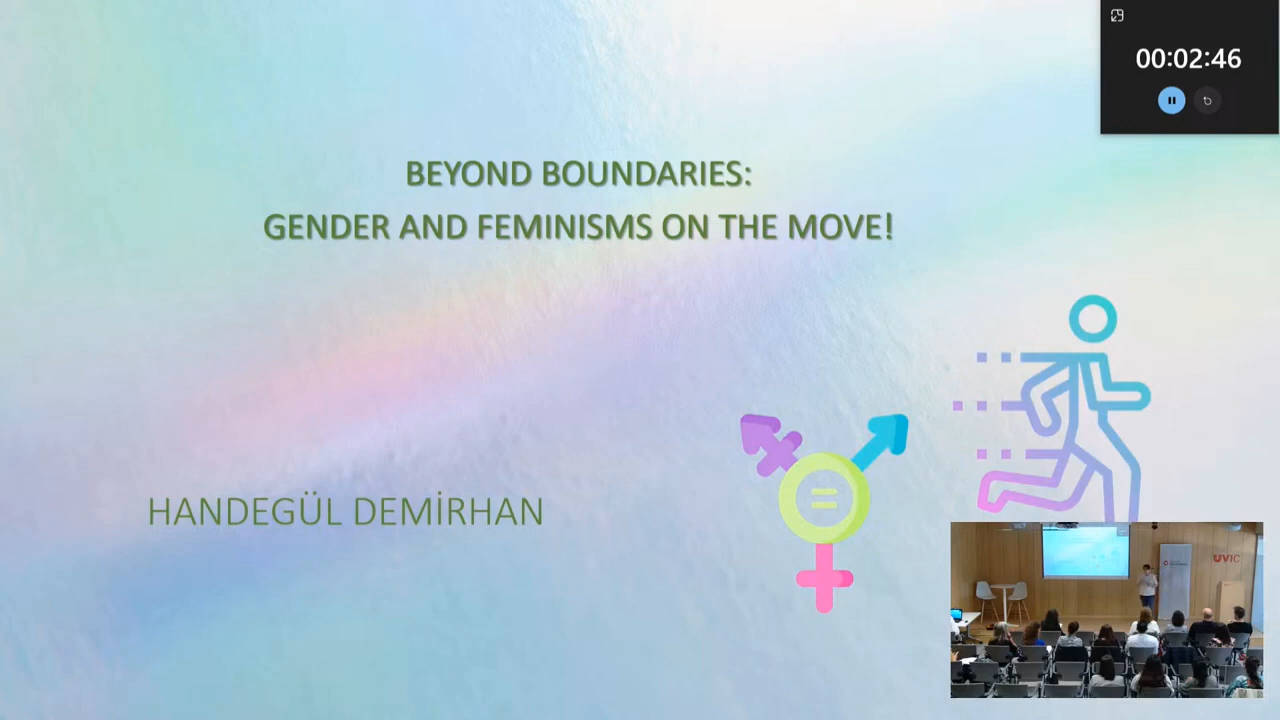 00:02:46
BEYOND BOUNDARIES:
GENDER AND FEMINISMS ON THE MOVE!
HANDEGÜL DEMİRHAN
UVIC